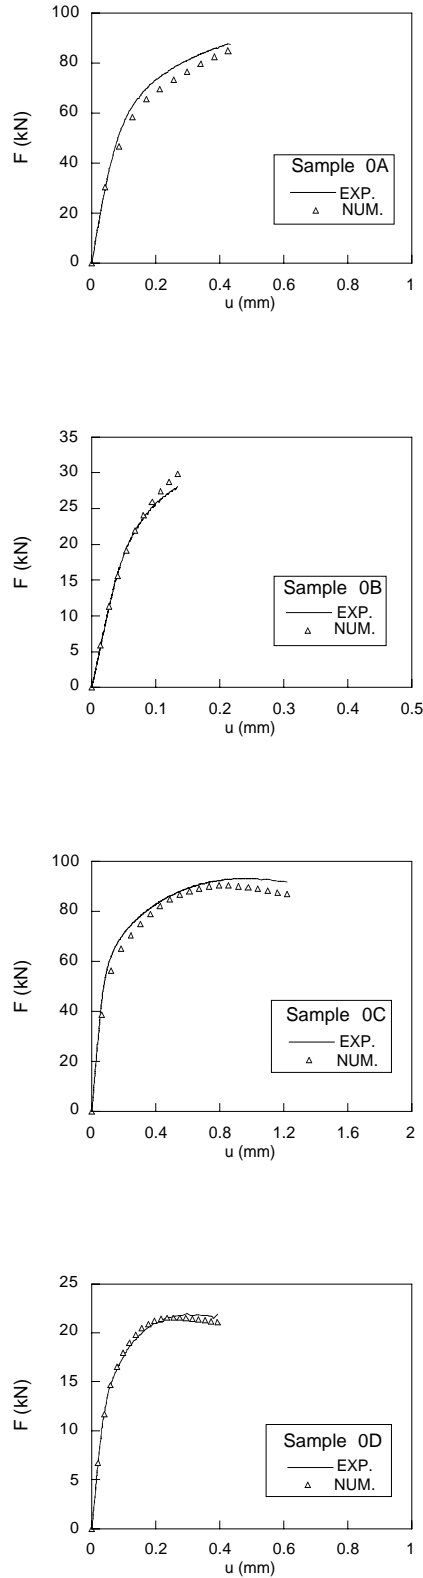 100
80
60
40
20
0
F (kN)
Sample 0A
EXP.
NUM.
0 0.2 0.4 0.6 0.8 1
u (mm)
35
30
25
20
15
10
5
0
F (kN)
Sample 0B
EXP.
NUM.
0 0.1 0.2 0.3 0.4 0.5
u (mm)
100
80
60
40
20
0
F (kN)
Sample 0C
EXP.
NUM.
0 0.4 0.8 1.2 1.6 2
u (mm)
25
20
15
10
5
0
F (kN)
Sample 0D
EXP.
NUM.
0 0.2 0.4 0.6 0.8 1
u (mm)